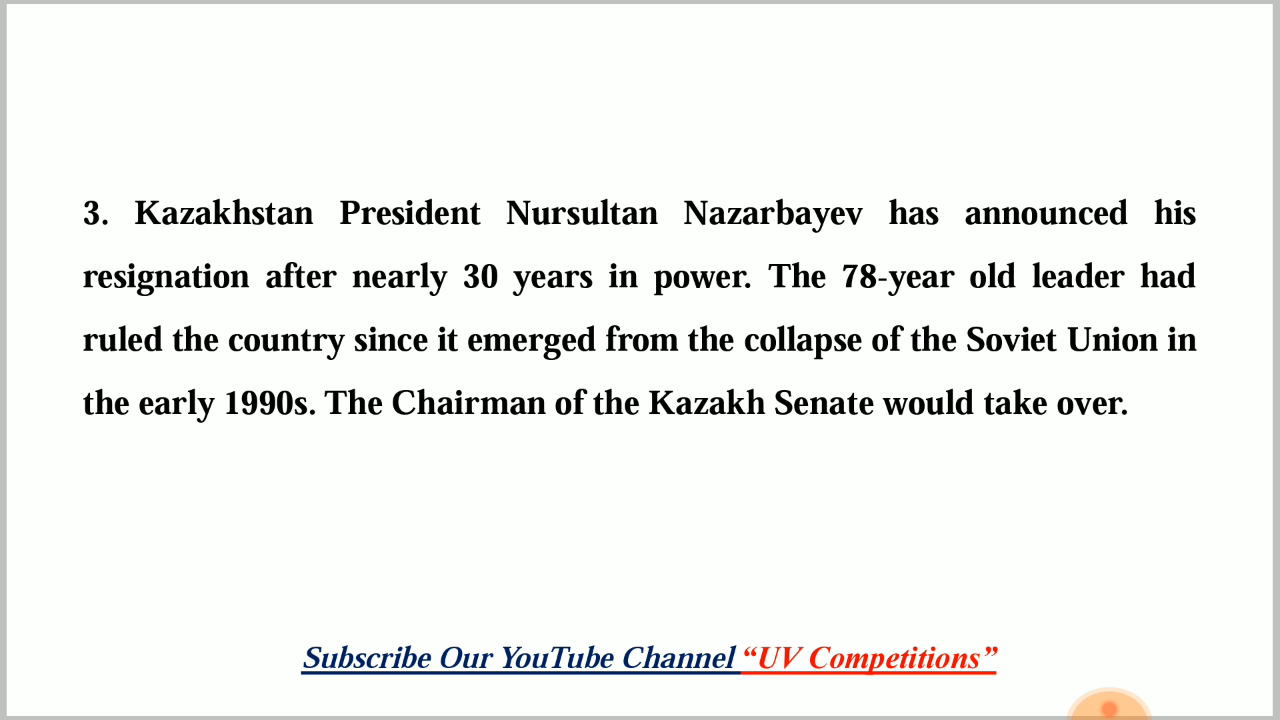 3. Kazakhstan President Nursultan Nazarbayev has announced his
resignation after nearly 30 years in power. The 78-year old leader had
ruled the country since it emerged from the collapse of the Soviet Union in
the early 1990s. The Chairman of the Kazakh Senate would take over.
Subscribe Our YouTube Channel “UV Competitions”